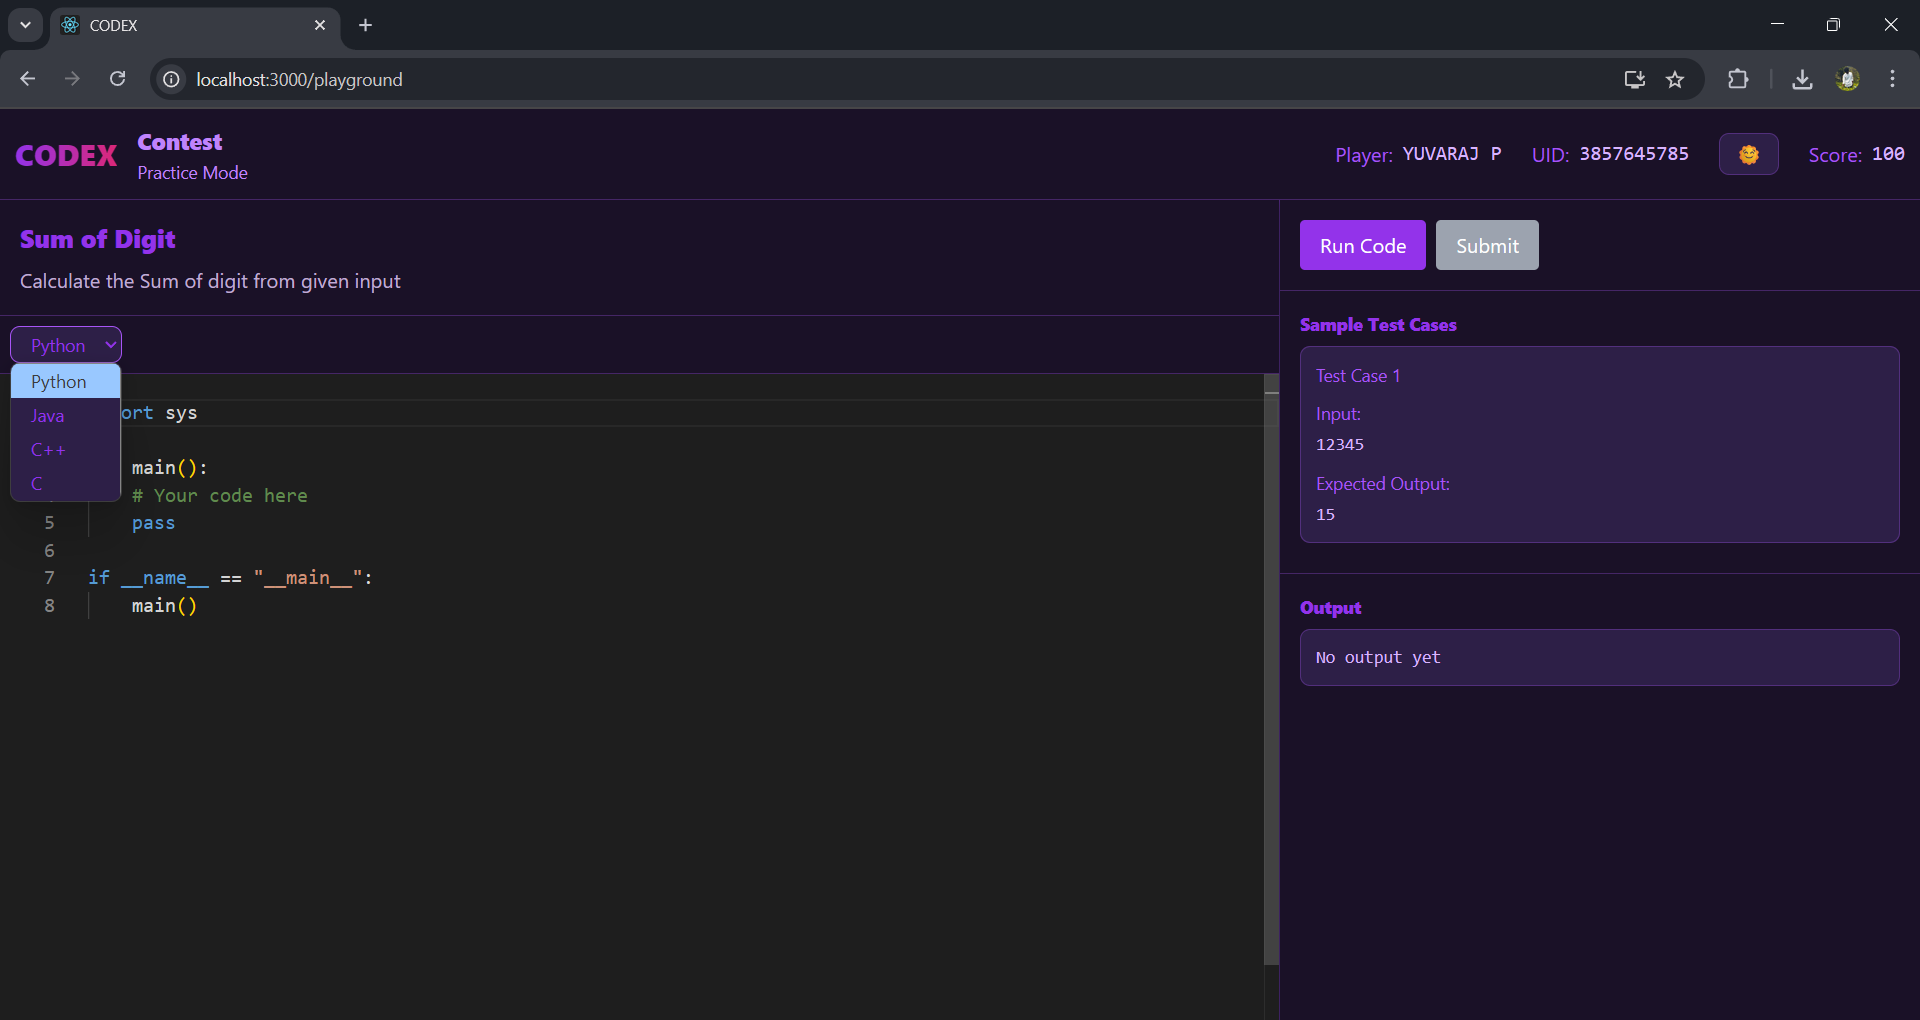 CODEX
localhost:3000/playground
CODEX
Contest
Practice Mode
Player: YUVARAJ P UID: 3857645785 Score: 100
Sum of Digit
Calculate the Sum of digit from given input
Python
Python
Java
C++
C
ort sys
main():
# Your code here
5 pass
6
7 if __name__ == "__main__":
8 main()
Run Code Submit
Sample Test Cases
Test Case 1
Input:
12345
Expected Output:
15
Output
No output yet